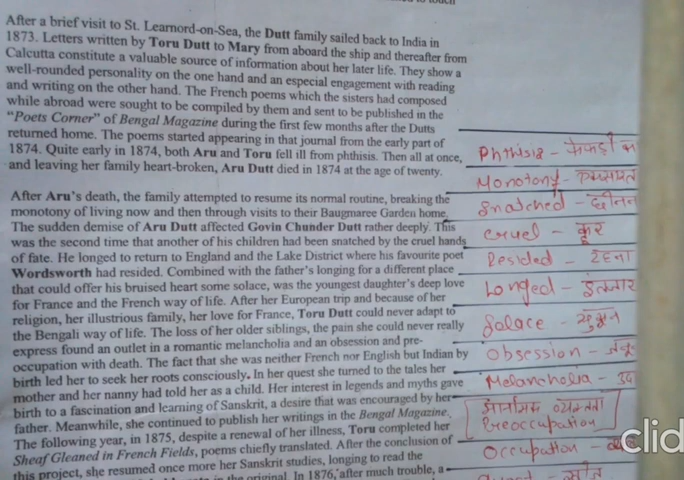 After a brief visit to St. Learnord-on-Sea, the Dutt family sailed back to India in
1873. Letters written by Toru Dutt to Mary from aboard the ship and thereafter from
Calcutta constitute a valuable source of information about her later life. They show a
well-rounded personality on the one hand and an especial engagement with reading
and writing on the other hand. The French poems which the sisters had composed
while abroad were sought to be compiled by them and sent to be published in the
"Poets Corner" of Bengal Magazine during the first few months after the Dutts
returned home. The poems started appearing in that journal from the early part of
1874. Quite early in 1874, both Aru and Toru fell ill from phthisis. Then all at once,
and leaving her family heart-broken, Aru Dutt died in 1874 at the age of twenty.
After Aru's death, the family attempted to resume its normal routine, breaking the
monotony of living now and then through visits to their Baugmaree Garden home.
The sudden demise of Aru Dutt affected Govin Chunder Dutt rather deeply. This
was the second time that another of his children had been snatched by the cruel hands
of fate. He longed to return to England and the Lake District where his favourite poet
Wordsworth had resided. Combined with the father's longing for a different place
that could offer his bruised heart some solace, was the youngest daughter's deep love
for France and the French way of life. After her European trip and because of her
religion, her illustrious family, her love for France, Toru Dutt could never adapt to
the Bengali way of life. The loss of her older siblings, the pain she could never really
express found an outlet in a romantic melancholia and an obsession and pre-
occupation with death. The fact that she was neither French nor English but Indian by
birth led her to seek her roots consciously. In her quest she turned to the tales her
mother and her nanny had told her as a child. Her interest in legends and myths gave
birth to a fascination and learning of Sanskrit, a desire that was encouraged by her
father. Meanwhile, she continued to publish her writings in the Bengal Magazine.
The following year, in 1875, despite a renewal of her illness, Toru completed her
Sheaf Gleaned in French Fields, poems chiefly translated. After the conclusion of
this project, she resumed once more her Sanskrit studies, longing to read the
in the original. In 1876, after much trouble, a
Phthisis - फेफड़ों
Monotony -
Snatched - छीनन
Cruel - क्रूर
Resided - रहना
Longed - इंतजार
Solace -
Obsession -
Melancholia - उद
Preoccupation
Occupation -
clid